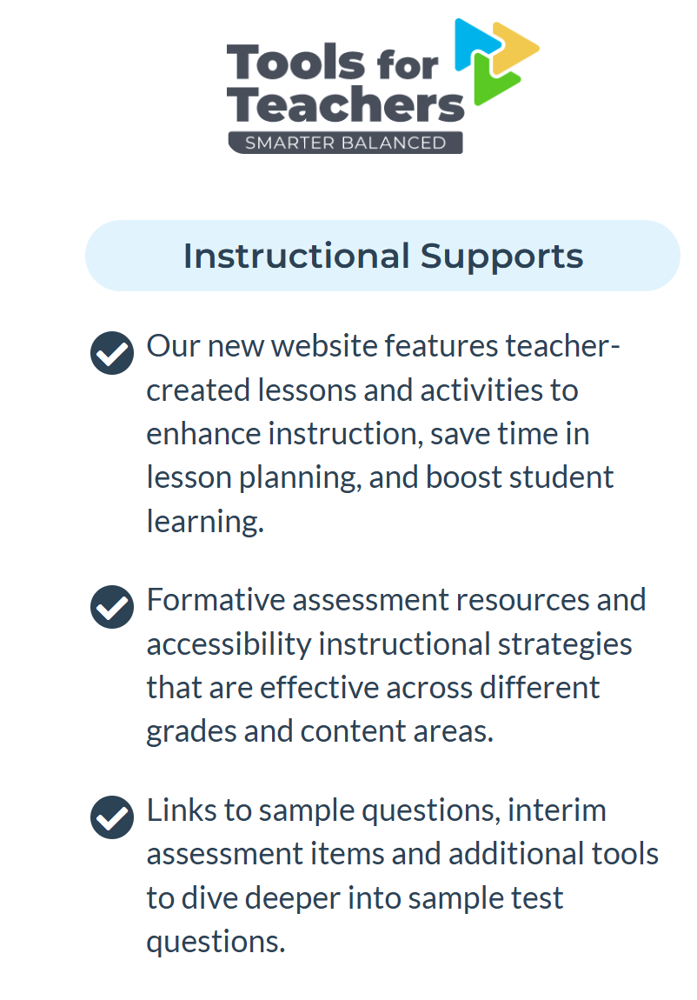 Tools for
Teachers
SMARTER BALANCED
Instructional Supports
Our new website features teacher-
created lessons and activities to
enhance instruction, save time in
lesson planning, and boost student
learning.
Formative assessment resources and
accessibility instructional strategies
that are effective across different
grades and content areas.
Links to sample questions, interim
assessment items and additional tools
to dive deeper into sample test
questions.